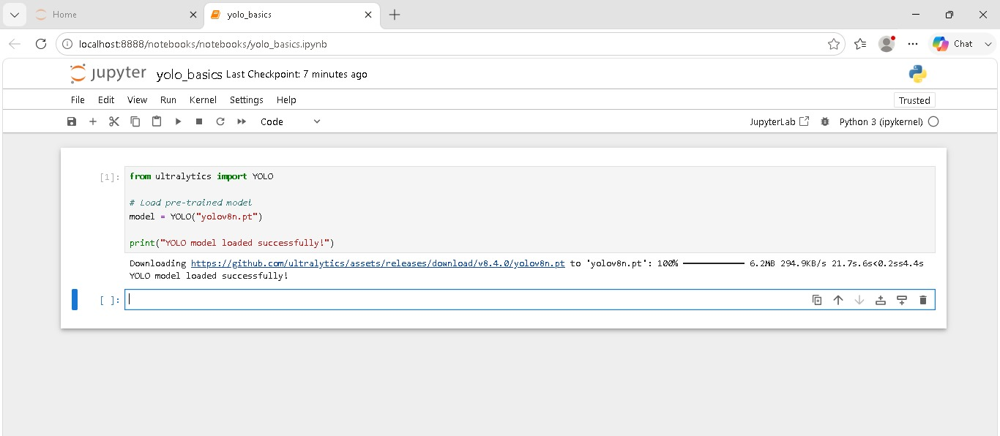 Home
yolo_basics
localhost:8888/notebooks/notebooks/yolo_basics.ipynb
Chat
jupyter yolo_basics Last Checkpoint: 7 minutes ago
File Edit View Run Kernel Settings Help
Trusted
Code
JupyterLab
Python 3 (ipykernel)
[1]: from ultralytics import YOLO
# Load pre-trained model
model = YOLO("yolov8n.pt")
print("YOLO model loaded successfully!")
Downloading https://github.com/ultralytics/assets/releases/download/v8.4.0/yolov8n.pt to 'yolov8n.pt': 100% ━━━━━━━━━━━━ 6.2MB 294.9KB/s 21.7s.6s<0.2ss4.4s
YOLO model loaded successfully!
[ ]: